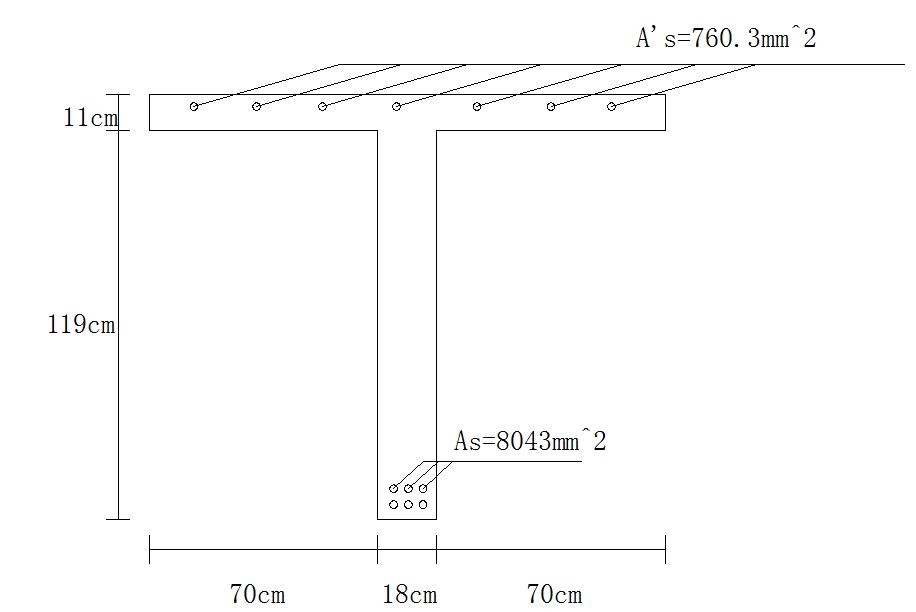 A's=760.3mm^2
11cm
119cm
As=8043mm^2
70cm 18cm 70cm